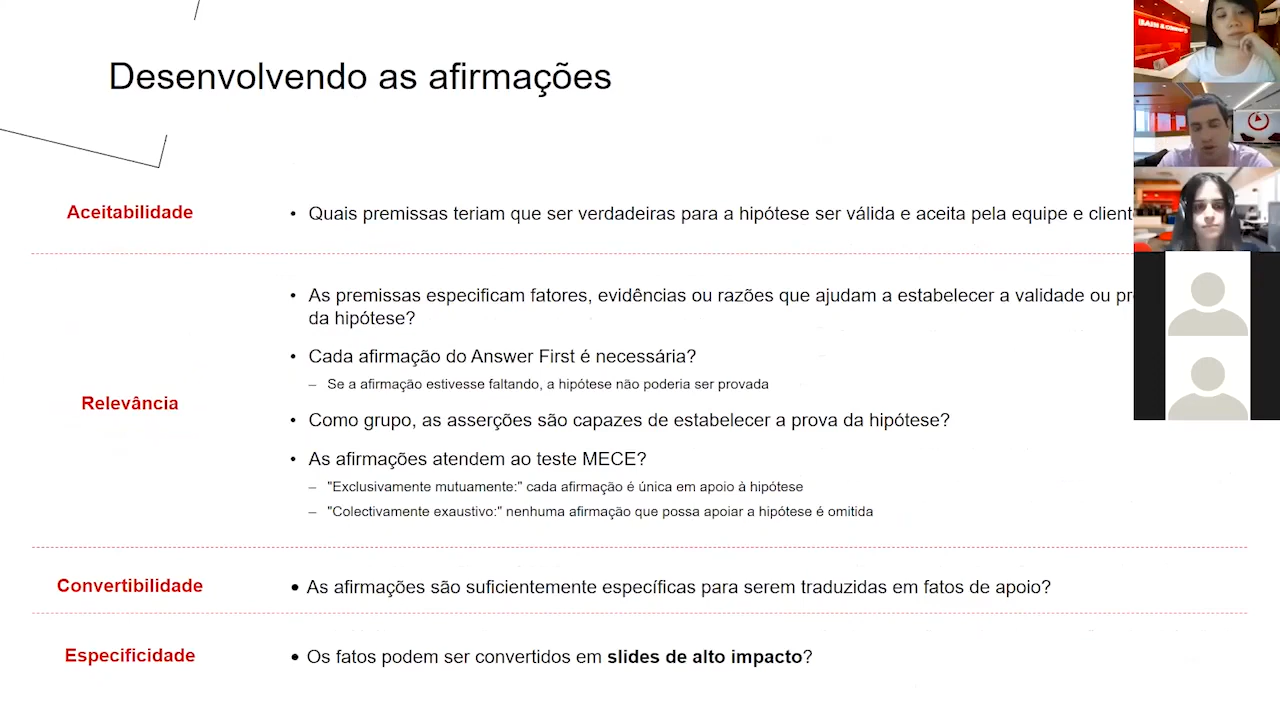 Desenvolvendo as afirmações
Aceitabilidade
• Quais premissas teriam que ser verdadeiras para a hipótese ser válida e aceita pela equipe e client
• As premissas especificam fatores, evidências ou razões que ajudam a estabelecer a validade ou pr
da hipótese?
• Cada afirmação do Answer First é necessária?
– Se a afirmação estivesse faltando, a hipótese não poderia ser provada
Relevância
• Como grupo, as asserções são capazes de estabelecer a prova da hipótese?
• As afirmações atendem ao teste MECE?
– "Exclusivamente mutuamente:" cada afirmação é única em apoio à hipótese
– "Colectivamente exaustivo:" nenhuma afirmação que possa apoiar a hipótese é omitida
Convertibilidade
• As afirmações são suficientemente específicas para serem traduzidas em fatos de apoio?
Especificidade
• Os fatos podem ser convertidos em slides de alto impacto?